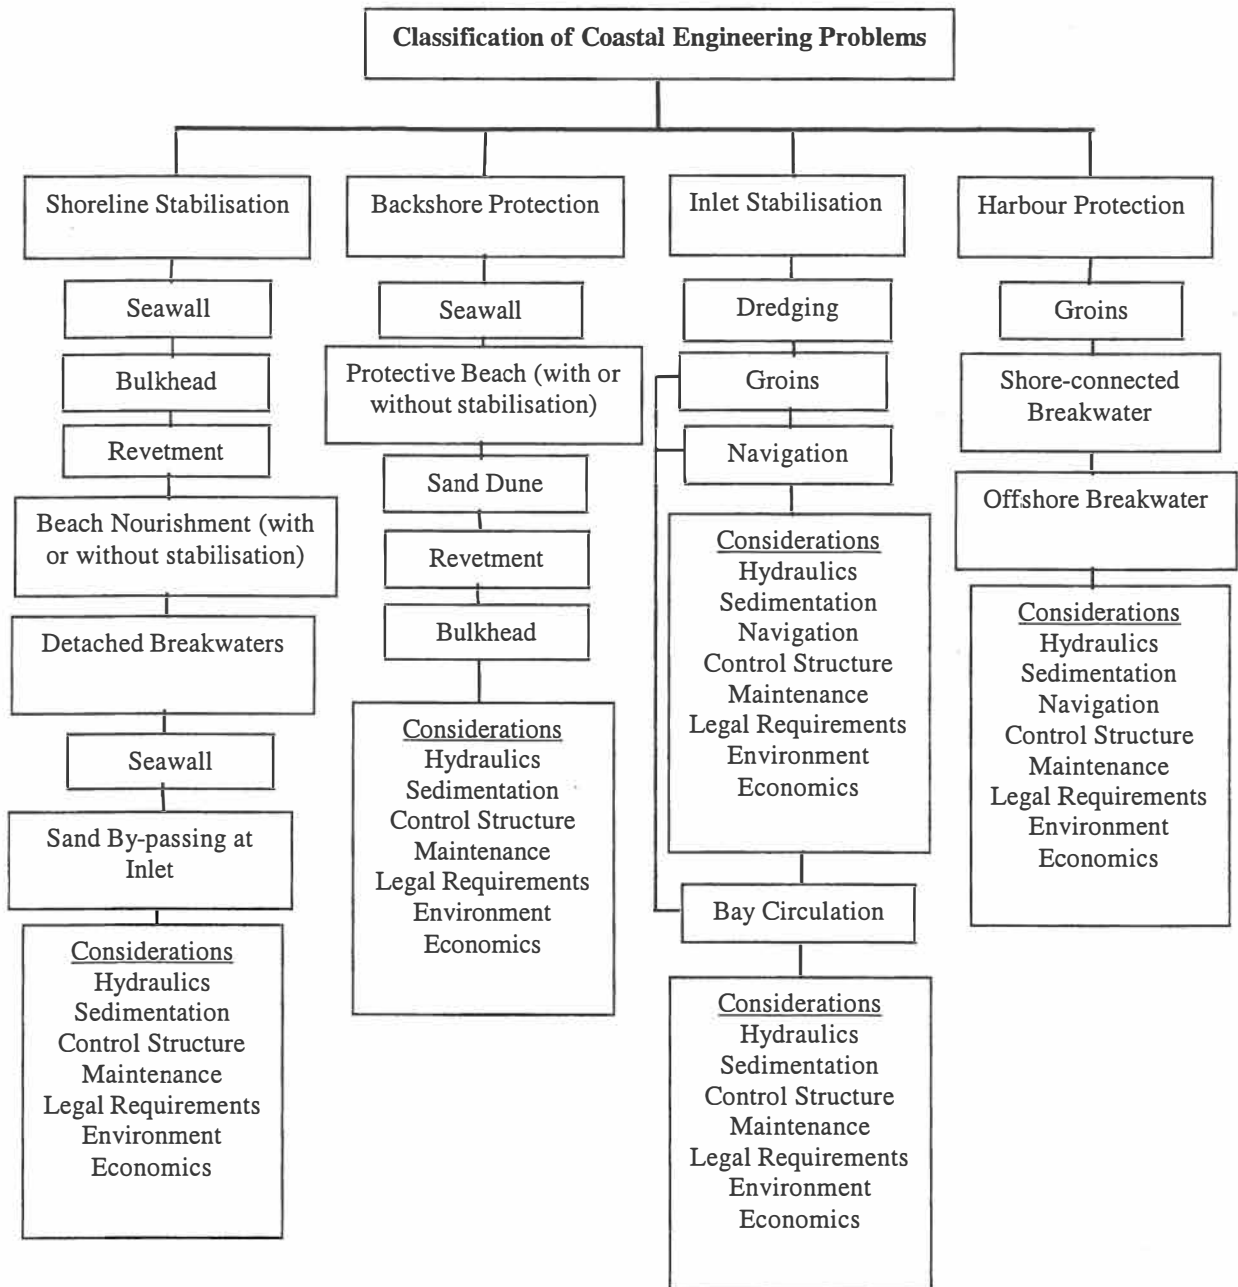 Classification of Coastal Engineering Problems
Shoreline Stabilisation
Seawall
Bulkhead
Revetment
Beach Nourishment (with
or without stabilisation)
Detached Breakwaters
Seawall
Sand By-passing at
Inlet
Considerations
Hydraulics
Sedimentation
Control Structure
Maintenance
Legal Requirements
Environment
Economics
Backshore Protection
Seawall
Protective Beach (with or
without stabilisation)
Sand Dune
Revetment
Bulkhead
Considerations
Hydraulics
Sedimentation
Control Structure
Maintenance
Legal Requirements
Environment
Economics
Inlet Stabilisation
Dredging
Groins
Navigation
Considerations
Hydraulics
Sedimentation
Navigation
Control Structure
Maintenance
Legal Requirements
Environment
Economics
Bay Circulation
Considerations
Hydraulics
Sedimentation
Control Structure
Maintenance
Legal Requirements
Environment
Economics
Harbour Protection
Groins
Shore-connected
Breakwater
Offshore Breakwater
Considerations
Hydraulics
Sedimentation
Navigation
Control Structure
Maintenance
Legal Requirements
Environment
Economics